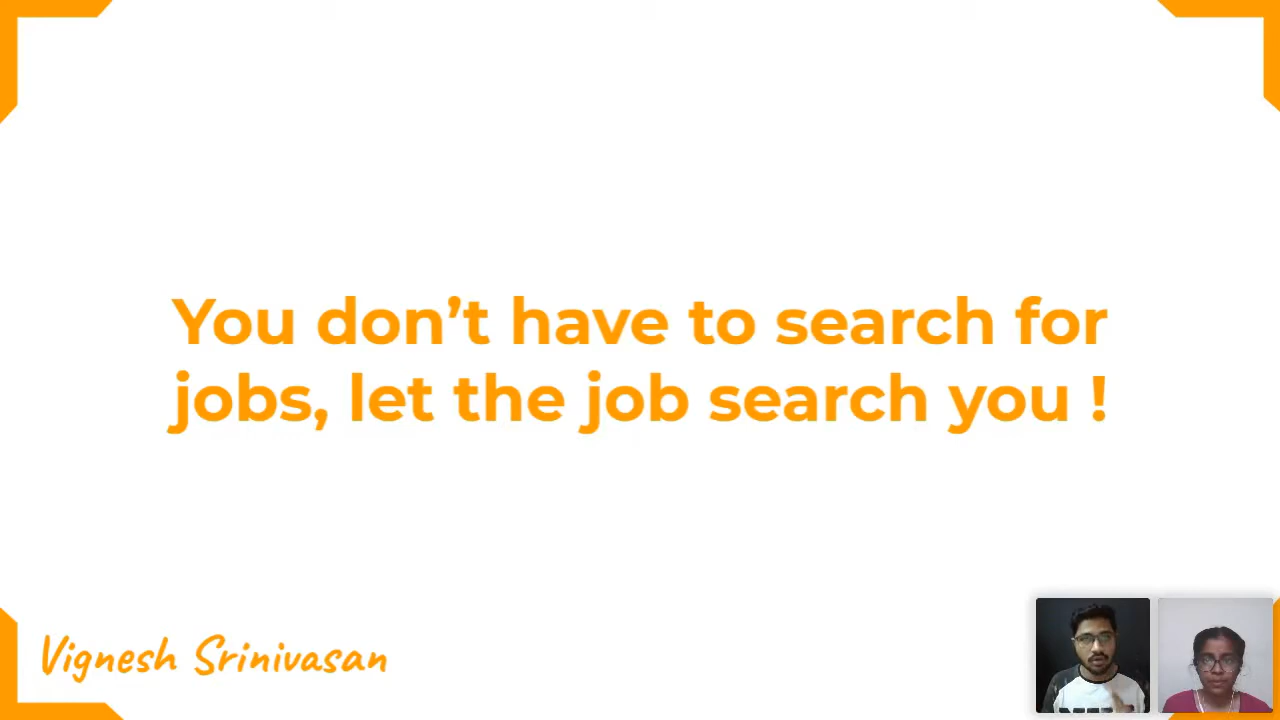 You don’t have to search for
jobs, let the job search you !
Vignesh Srinivasan